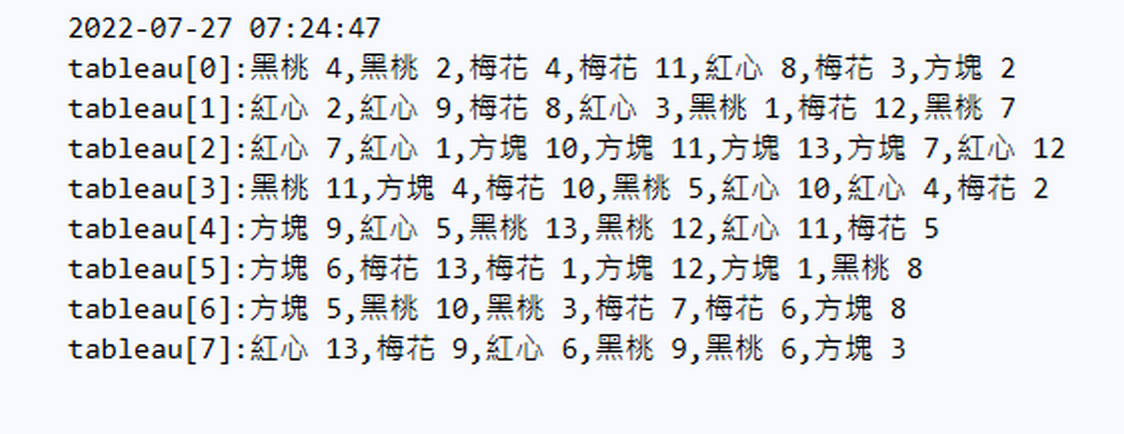 2022-07-27 07:24:47
tableau[0]:黑桃 4,黑桃 2,梅花 4,梅花 11,紅心 8,梅花 3,方塊 2
tableau[1]:紅心 2,紅心 9,梅花 8,紅心 3,黑桃 1,梅花 12,黑桃 7
tableau[2]:紅心 7,紅心 1,方塊 10,方塊 11,方塊 13,方塊 7,紅心 12
tableau[3]:黑桃 11,方塊 4,梅花 10,黑桃 5,紅心 10,紅心 4,梅花 2
tableau[4]:方塊 9,紅心 5,黑桃 13,黑桃 12,紅心 11,梅花 5
tableau[5]:方塊 6,梅花 13,梅花 1,方塊 12,方塊 1,黑桃 8
tableau[6]:方塊 5,黑桃 10,黑桃 3,梅花 7,梅花 6,方塊 8
tableau[7]:紅心 13,梅花 9,紅心 6,黑桃 9,黑桃 6,方塊 3